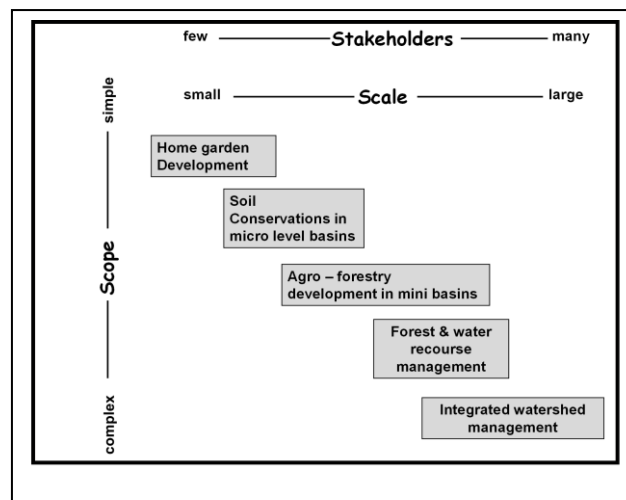 few Stakeholders many
small Scale large
simple
Scope
complex
Home garden
Development
Soil
Conservations in
micro level basins
Agro – forestry
development in mini basins
Forest & water
recourse
management
Integrated watershed
management